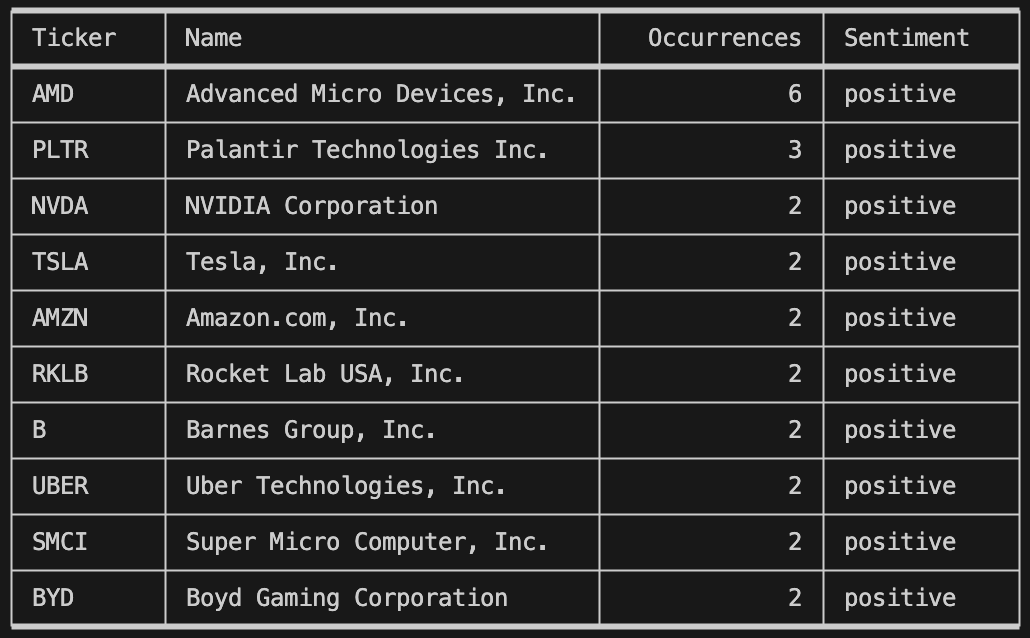 Ticker Name Occurrences Sentiment
AMD Advanced Micro Devices, Inc. 6 positive
PLTR Palantir Technologies Inc. 3 positive
NVDA NVIDIA Corporation 2 positive
TSLA Tesla, Inc. 2 positive
AMZN Amazon.com, Inc. 2 positive
RKLB Rocket Lab USA, Inc. 2 positive
B Barnes Group, Inc. 2 positive
UBER Uber Technologies, Inc. 2 positive
SMCI Super Micro Computer, Inc. 2 positive
BYD Boyd Gaming Corporation 2 positive